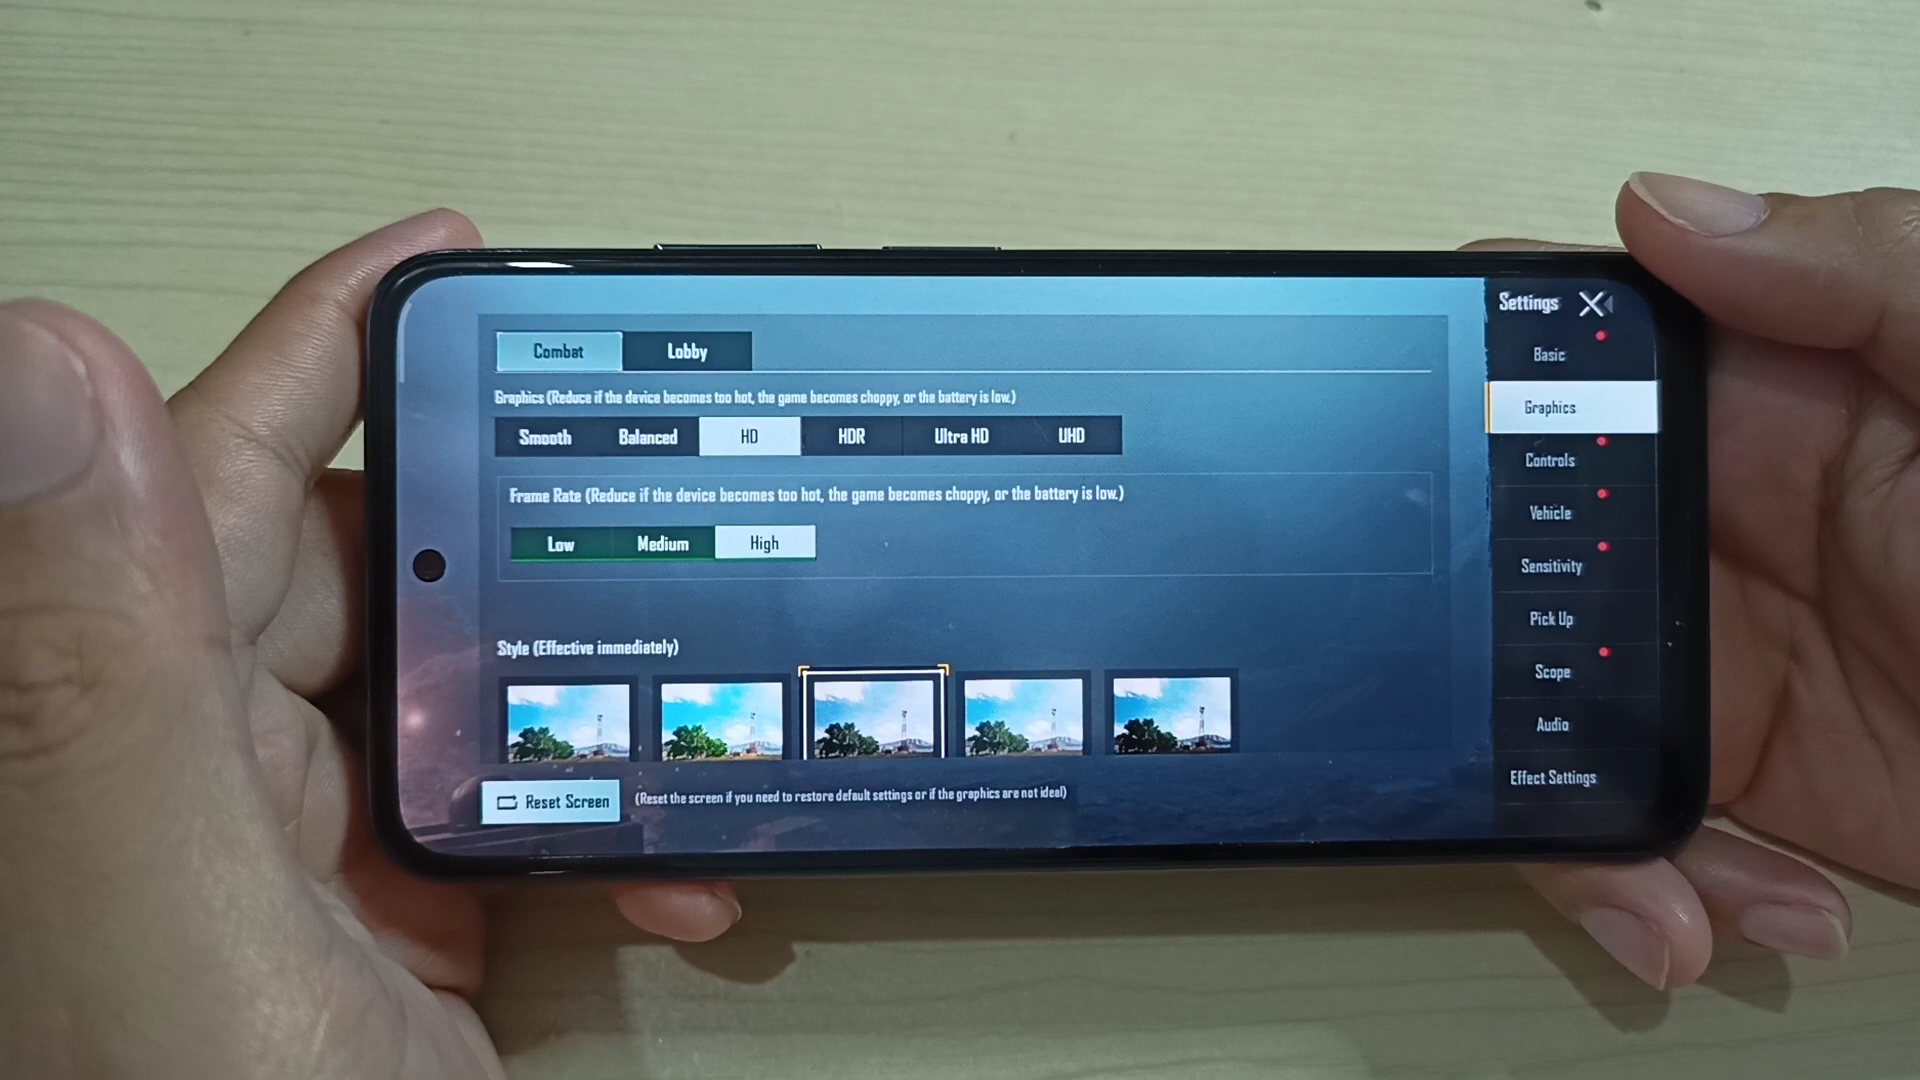 Combat Lobby
Graphics (Reduce if the device becomes too hot, the game becomes choppy, or the battery is low.)
Smooth Balanced HD HDR Ultra HD UHD
Frame Rate (Reduce if the device becomes too hot, the game becomes choppy, or the battery is low.)
Low Medium High
Style (Effective immediately)
Reset Screen (Reset the screen if you need to restore default settings or if the graphics are not ideal)
Settings
Basic
Graphics
Controls
Vehicle
Sensitivity
Pick Up
Scope
Audio
Effect Settings